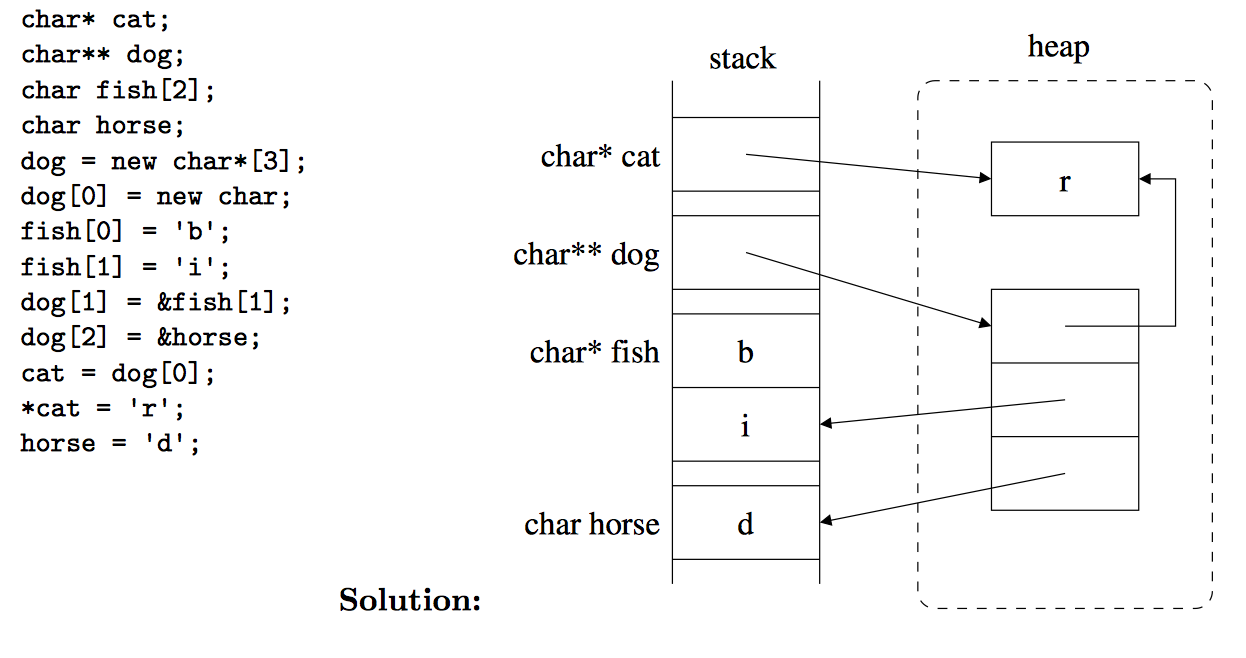 char* cat;
char** dog;
char fish[2];
char horse;
dog = new char*[3];
dog[0] = new char;
fish[0] = 'b';
fish[1] = 'i';
dog[1] = &fish[1];
dog[2] = &horse;
cat = dog[0];
*cat = 'r';
horse = 'd';
Solution:
stack
heap
char* cat
r
char** dog
char* fish
b
i
char horse
d